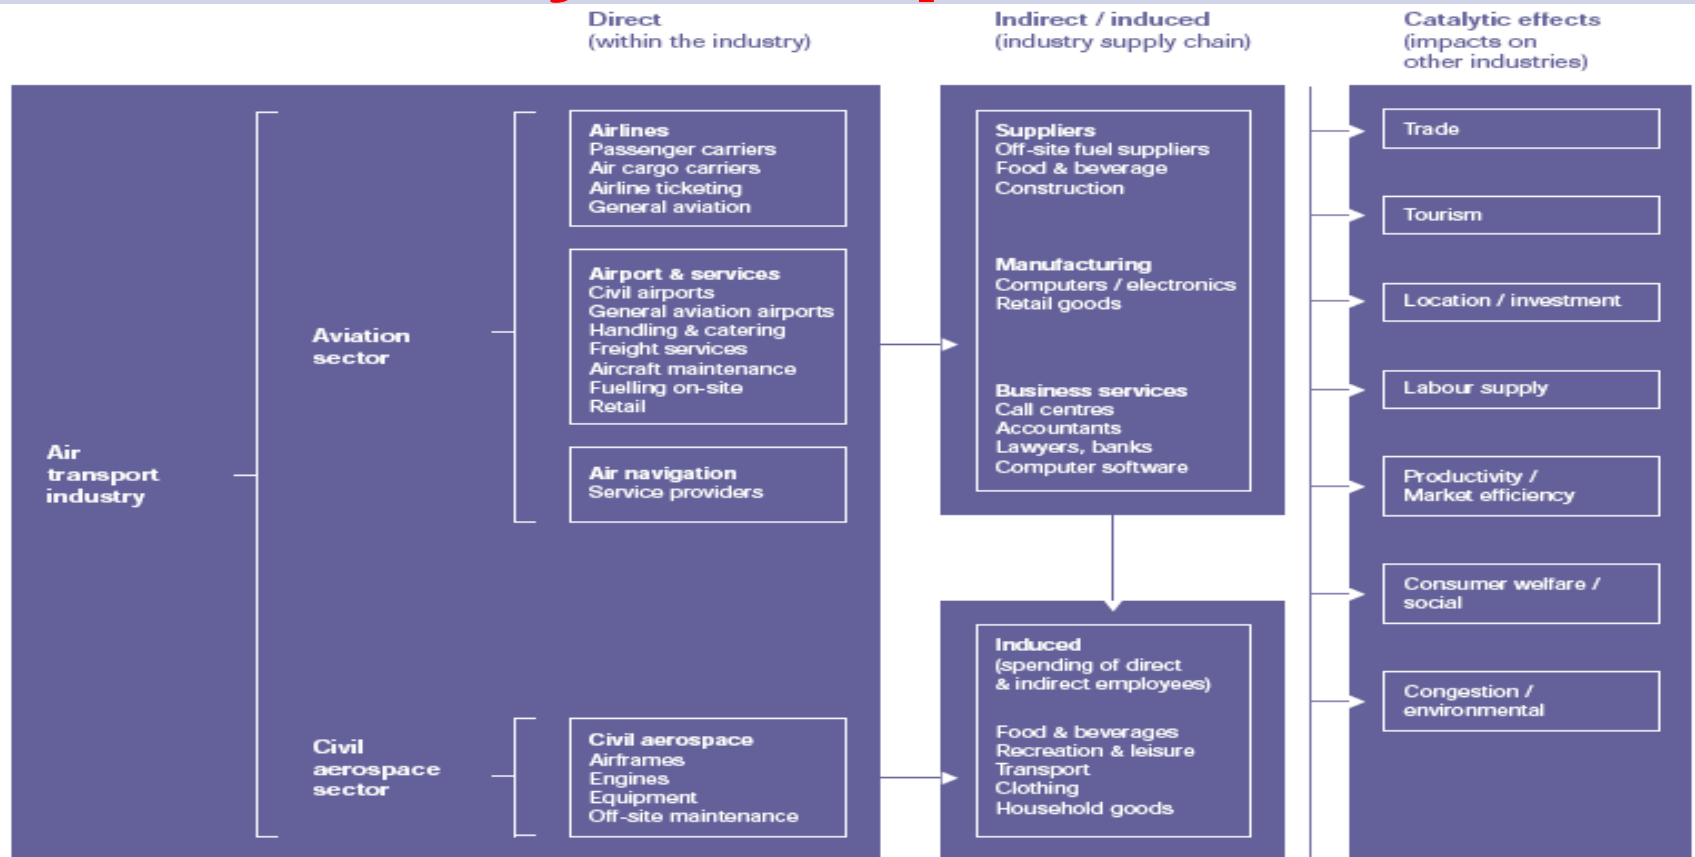 Direct
(within the industry)
Indirect / induced
(industry supply chain)
Catalytic effects
(impacts on
other industries)
Air
transport
industry
Aviation
sector
Civil
aerospace
sector
Airlines
Passenger carriers
Air cargo carriers
Airline ticketing
General aviation
Airport & services
Civil airports
General aviation airports
Handling & catering
Freight services
Aircraft maintenance
Fuelling on-site
Retail
Air navigation
Service providers
Civil aerospace
Airframes
Engines
Equipment
Off-site maintenance
Suppliers
Off-site fuel suppliers
Food & beverage
Construction
Manufacturing
Computers / electronics
Retail goods
Business services
Call centres
Accountants
Lawyers, banks
Computer software
Induced
(spending of direct
& indirect employees)
Food & beverages
Recreation & leisure
Transport
Clothing
Household goods
Trade
Tourism
Location / investment
Labour supply
Productivity /
Market efficiency
Consumer welfare /
social
Congestion /
environmental